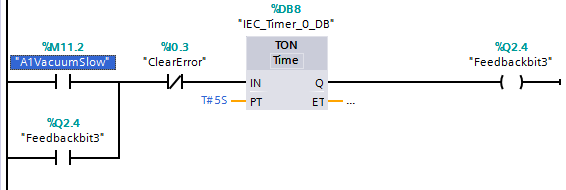 %DB8
"IEC_Timer_0_DB"
%M11.2
"A1VacuumSlow"
%I0.3
"ClearError"
TON
Time
%Q2.4
"Feedbackbit3"
IN
Q
T#5S
PT
ET
...
%Q2.4
"Feedbackbit3"